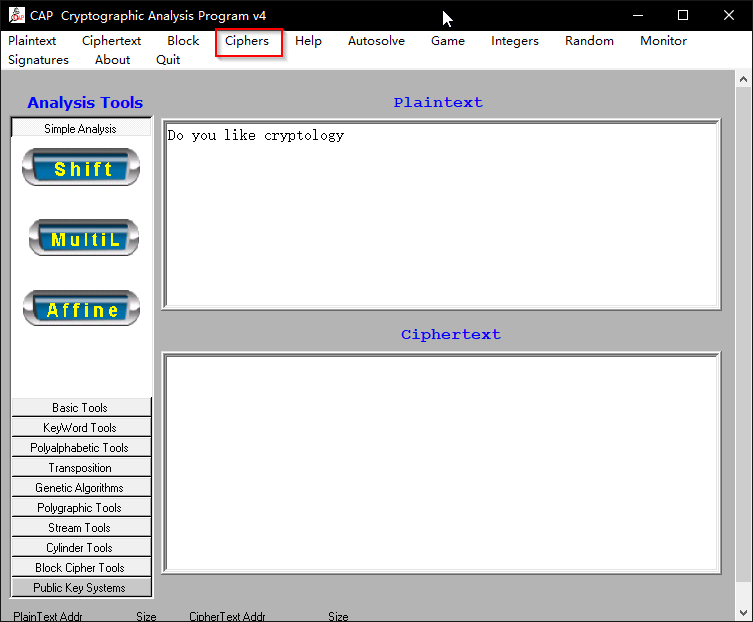 CAP Cryptographic Analysis Program v4
Plaintext Ciphertext Block Ciphers Help Autosolve Game Integers Random Monitor
Signatures About Quit
Analysis Tools
Simple Analysis
Shift
MultiL
Affine
Basic Tools
KeyWord Tools
Polyalphabetic Tools
Transposition
Genetic Algorithms
Polygraphic Tools
Stream Tools
Cylinder Tools
Block Cipher Tools
Public Key Systems
Plaintext
Do you like cryptology
Ciphertext
PlainText Addr Size CipherText Addr Size